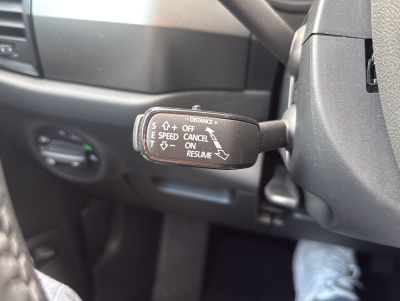 - DISTANCE +
S ⇧ + OFF
E SPEED CANCEL
T ⇩ - ON
RESUME